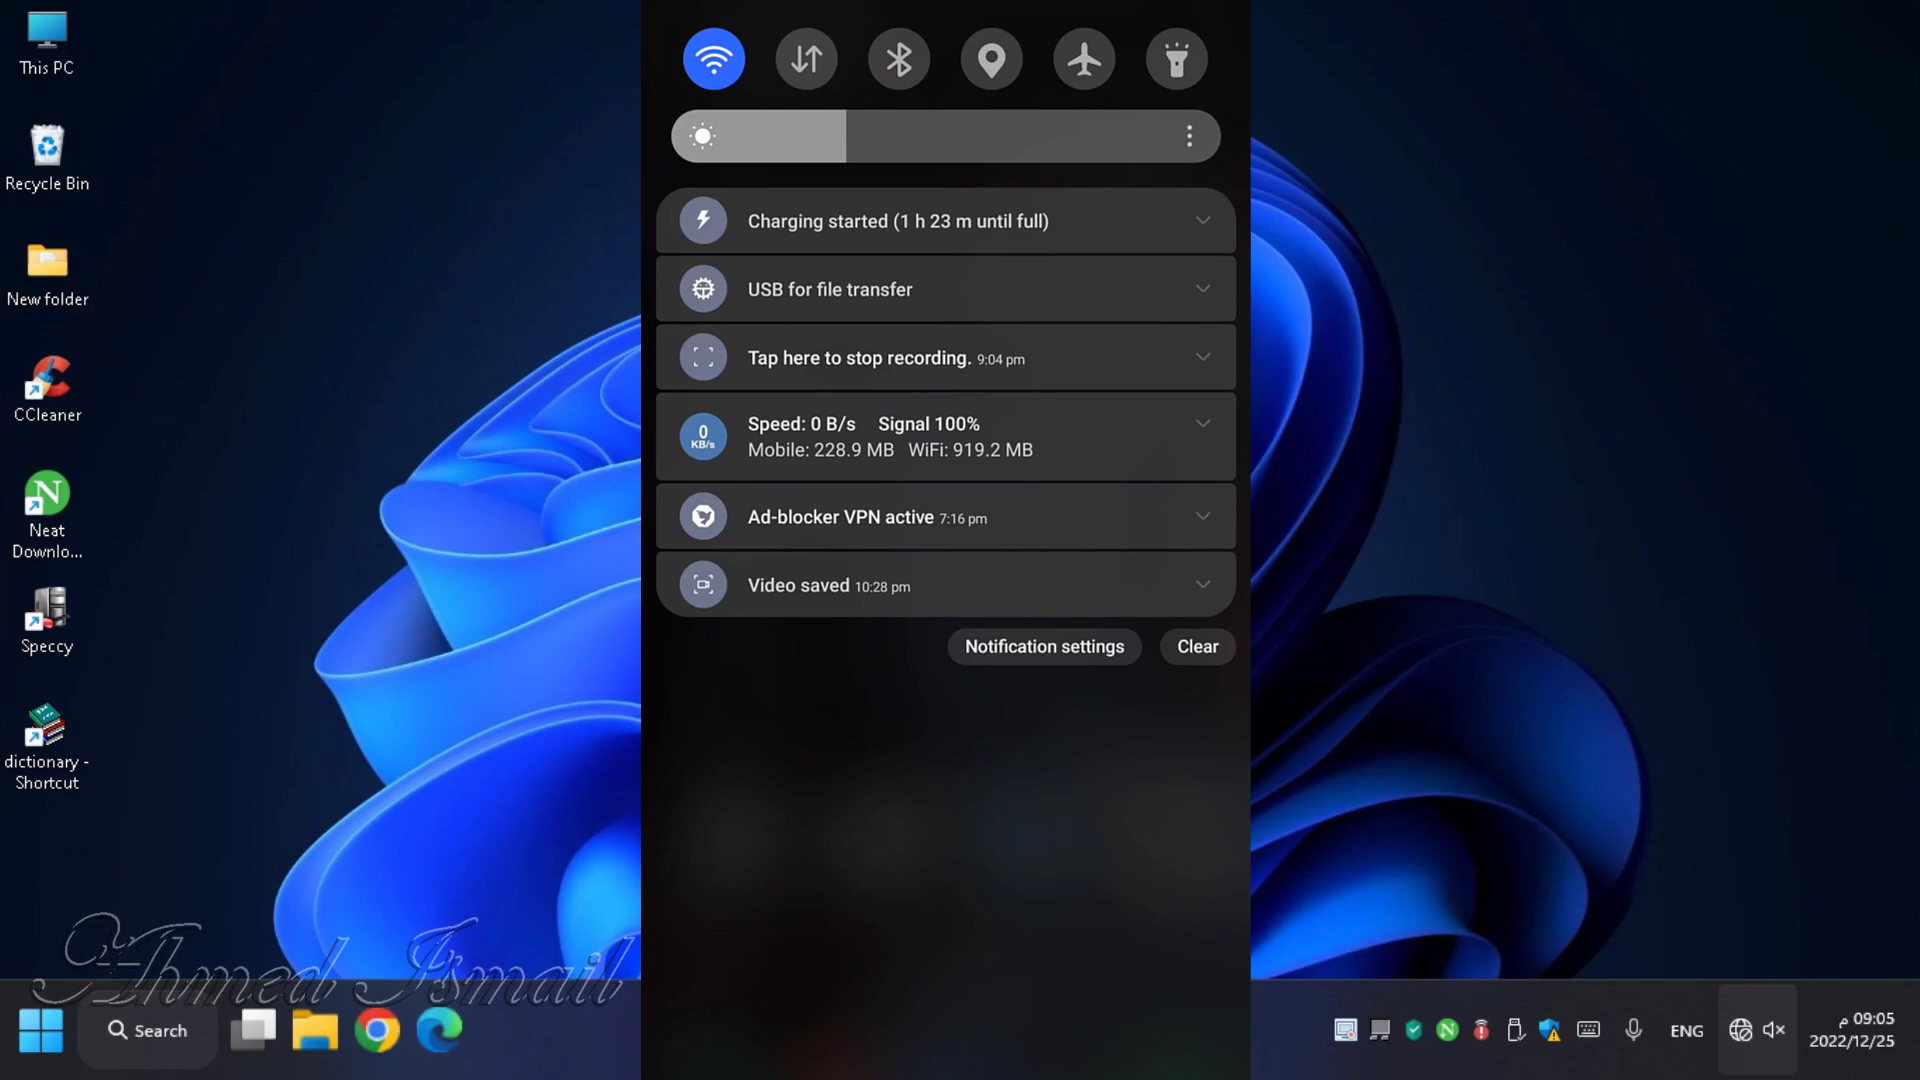 This PC
Recycle Bin
New folder
CCleaner
Neat
Downlo...
Speccy
dictionary -
Shortcut
Charging started (1 h 23 m until full)
USB for file transfer
Tap here to stop recording. 9:04 pm
0
KB/s
Speed: 0 B/s Signal 100%
Mobile: 228.9 MB WiFi: 919.2 MB
Ad-blocker VPN active 7:16 pm
Video saved 10:28 pm
Notification settings
Clear
Ahmed Ismail
Search
ENG
09:05 م
2022/12/25